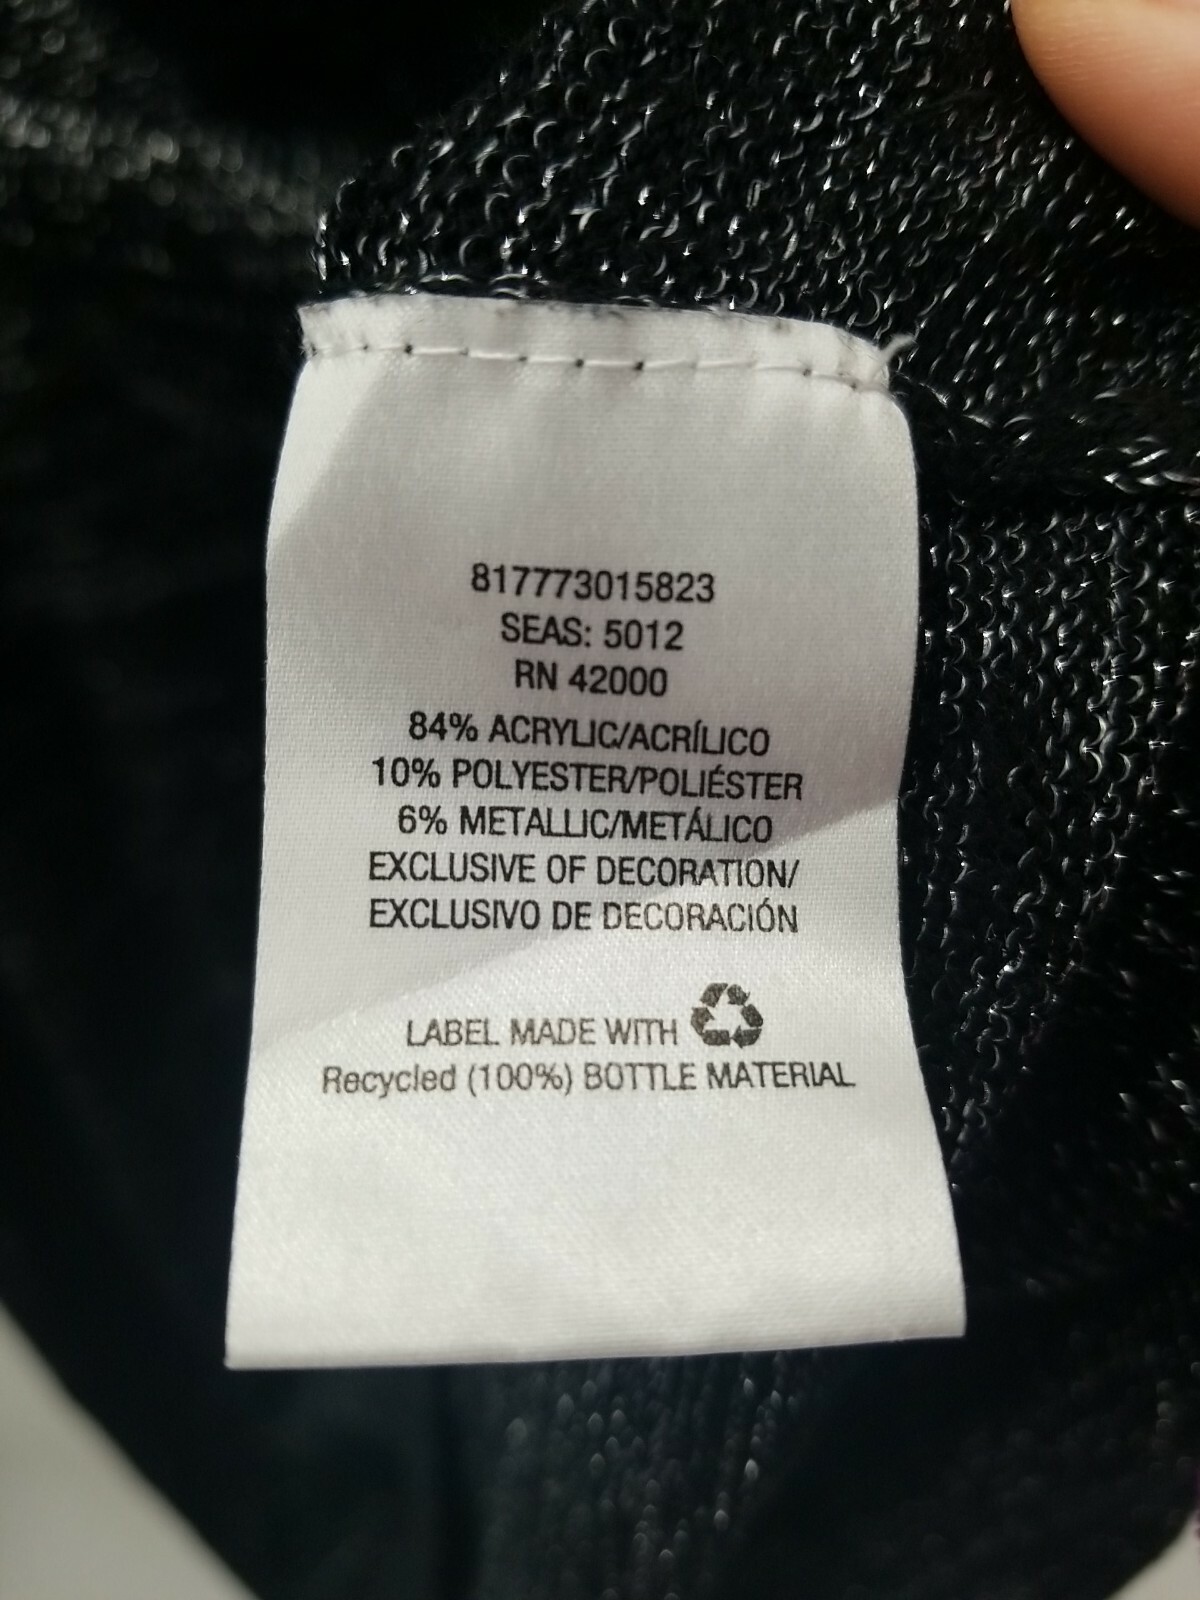 817773015823
SEAS: 5012
RN 42000
84% ACRYLIC/ACRÍLICO
10% POLYESTER/POLIÉSTER
6% METALLIC/METÁLICO
EXCLUSIVE OF DECORATION/
EXCLUSIVO DE DECORACIÓN
LABEL MADE WITH
Recycled (100%) BOTTLE MATERIAL